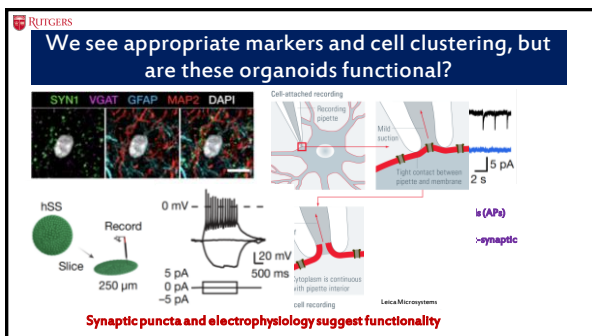 RUTGERS
We see appropriate markers and cell clustering, but
are these organoids functional?
SYN1 VGAT GFAP MAP2 DAPI
Cell-attached recording
Recording
pipette
Mild
suction
Tight contact between
pipette and membrane
5 pA
2 s
hSS
Slice
Record
250 µm
0 mV
20 mV
500 ms
5 pA
0 pA
–5 pA
s (APs)
-synaptic
Cytoplasm is continuous
with pipette interior
cell recording
Leica Microsystems
Synaptic puncta and electrophysiology suggest functionality